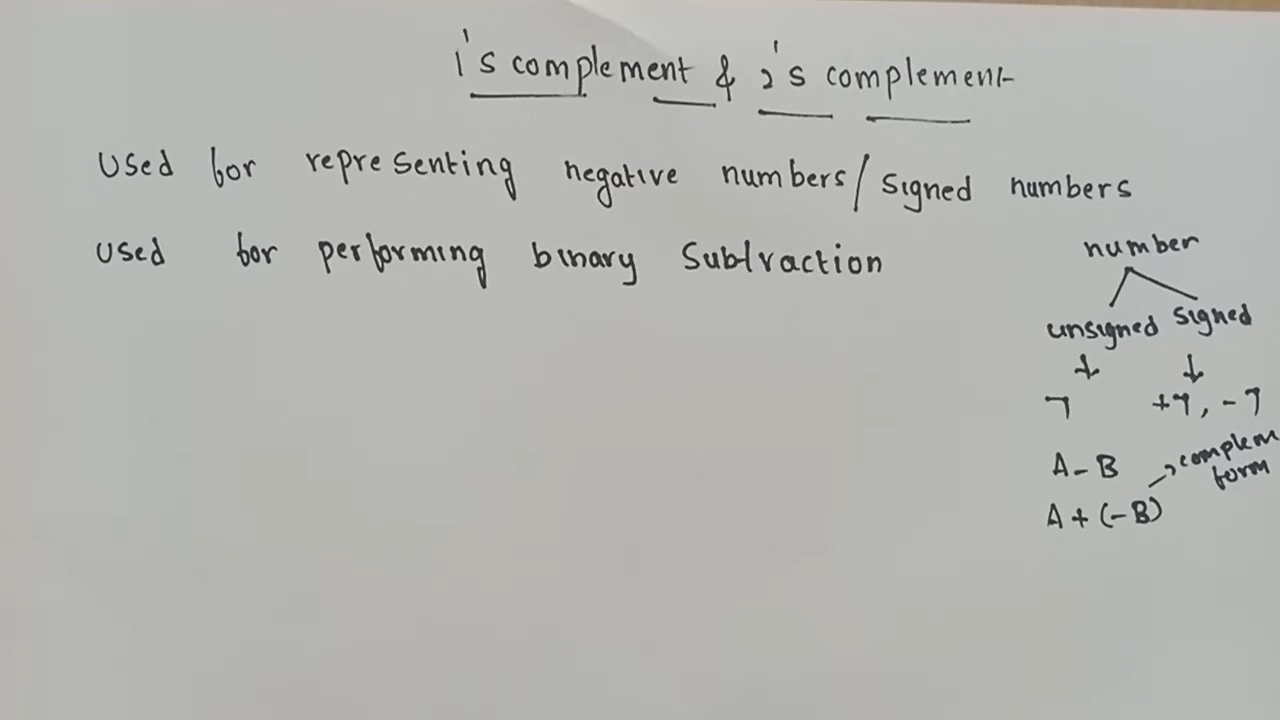 1's complement & 2's complement
Used for representing negative numbers/signed numbers
Used for performing binary Subtraction
number
unsigned signed
7 +7, -7
A-B
complem
form
A+(-B)